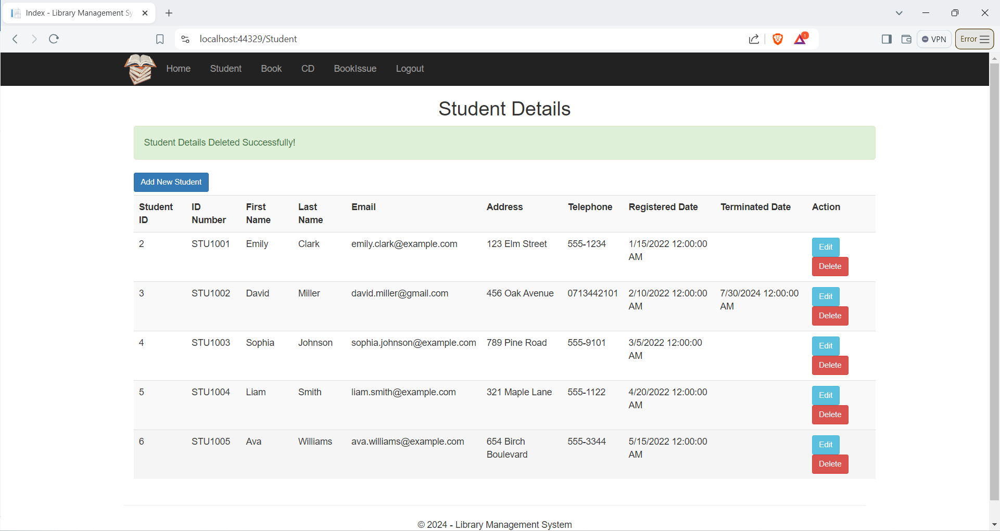 Index - Library Management Sy
localhost:44329/Student
1
VPN
Error
Home Student Book CD BookIssue Logout
Student Details
Student Details Deleted Successfully!
Add New Student
Student ID ID Number First Name Last Name Email Address Telephone Registered Date Terminated Date Action
2 STU1001 Emily Clark emily.clark@example.com 123 Elm Street 555-1234 1/15/2022 12:00:00 AM Edit Delete
3 STU1002 David Miller david.miller@gmail.com 456 Oak Avenue 0713442101 2/10/2022 12:00:00 AM 7/30/2024 12:00:00 AM Edit Delete
4 STU1003 Sophia Johnson sophia.johnson@example.com 789 Pine Road 555-9101 3/5/2022 12:00:00 AM Edit Delete
5 STU1004 Liam Smith liam.smith@example.com 321 Maple Lane 555-1122 4/20/2022 12:00:00 AM Edit Delete
6 STU1005 Ava Williams ava.williams@example.com 654 Birch Boulevard 555-3344 5/15/2022 12:00:00 AM Edit Delete
© 2024 - Library Management System